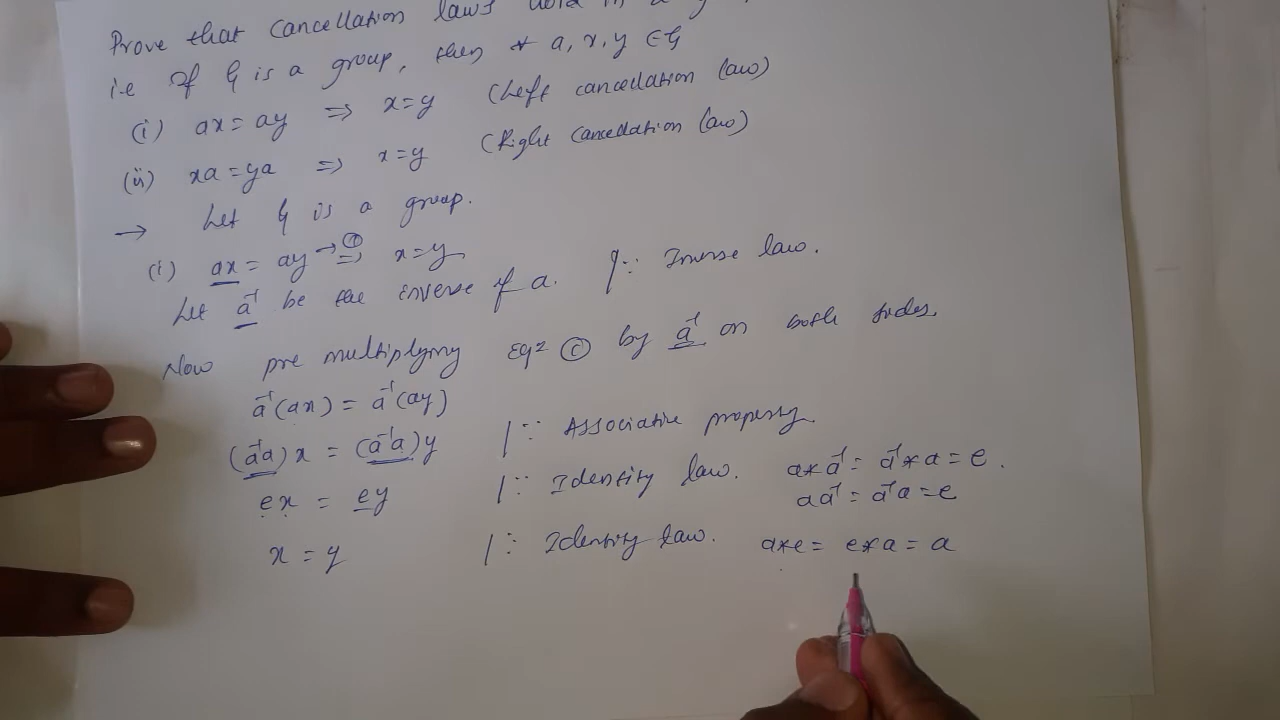 Prove that cancellation laws hold in a
i.e If G is a group, then ∀ a, x, y ∈ G
(i) ax = ay ⇒ x = y (Left cancellation law)
(ii) xa = ya ⇒ x = y (Right cancellation law)
→ Let G is a group.
(i) ax = ay → ① ⇒ x = y
Let a⁻¹ be the inverse of a. | ∵ Inverse law.
Now pre multiplying eqn ① by a⁻¹ on both sides.
a⁻¹(ax) = a⁻¹(ay)
(a⁻¹a)x = (a⁻¹a)y | ∵ Associative property.
ex = ey | ∵ Identity law. a*a⁻¹ = a⁻¹*a = e.
aa⁻¹ = a⁻¹a = e
x = y | ∵ Identity law. a*e = e*a = a